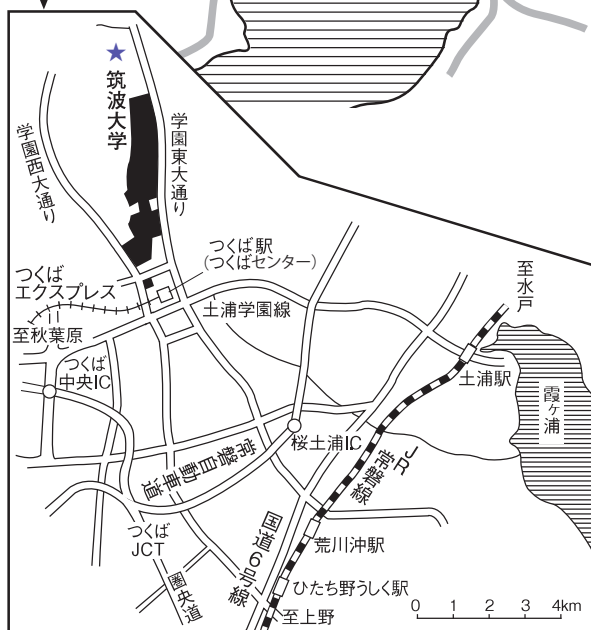 ★
筑波大学
学園西大通り
学園東大通り
つくば駅
(つくばセンター)
つくば
エクスプレス
至秋葉原
土浦学園線
至水戸
つくば
中央IC
土浦駅
霞ヶ浦
桜土浦IC
常磐自動車道
JR
常磐線
つくば
JCT
圏央道
国道6号線
荒川沖駅
ひたち野うしく駅
至上野
0 1 2 3 4km